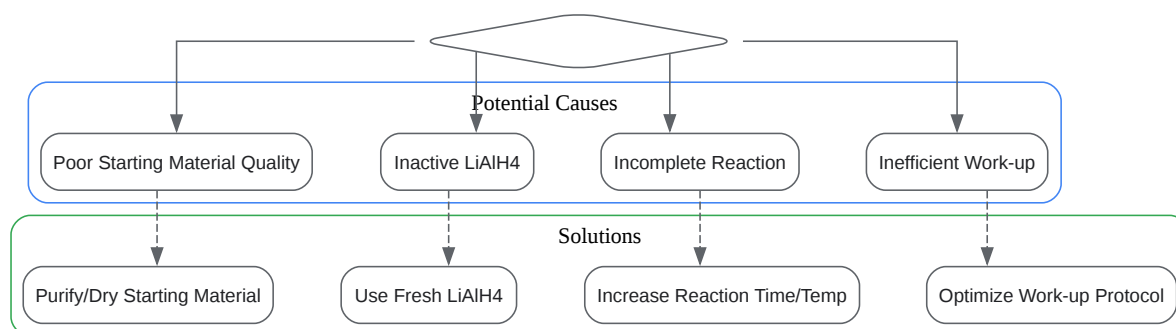 Potential Causes
Poor Starting Material Quality
Inactive LiAlH4
Incomplete Reaction
Inefficient Work-up
Solutions
Purify/Dry Starting Material
Use Fresh LiAlH4
Increase Reaction Time/Temp
Optimize Work-up Protocol